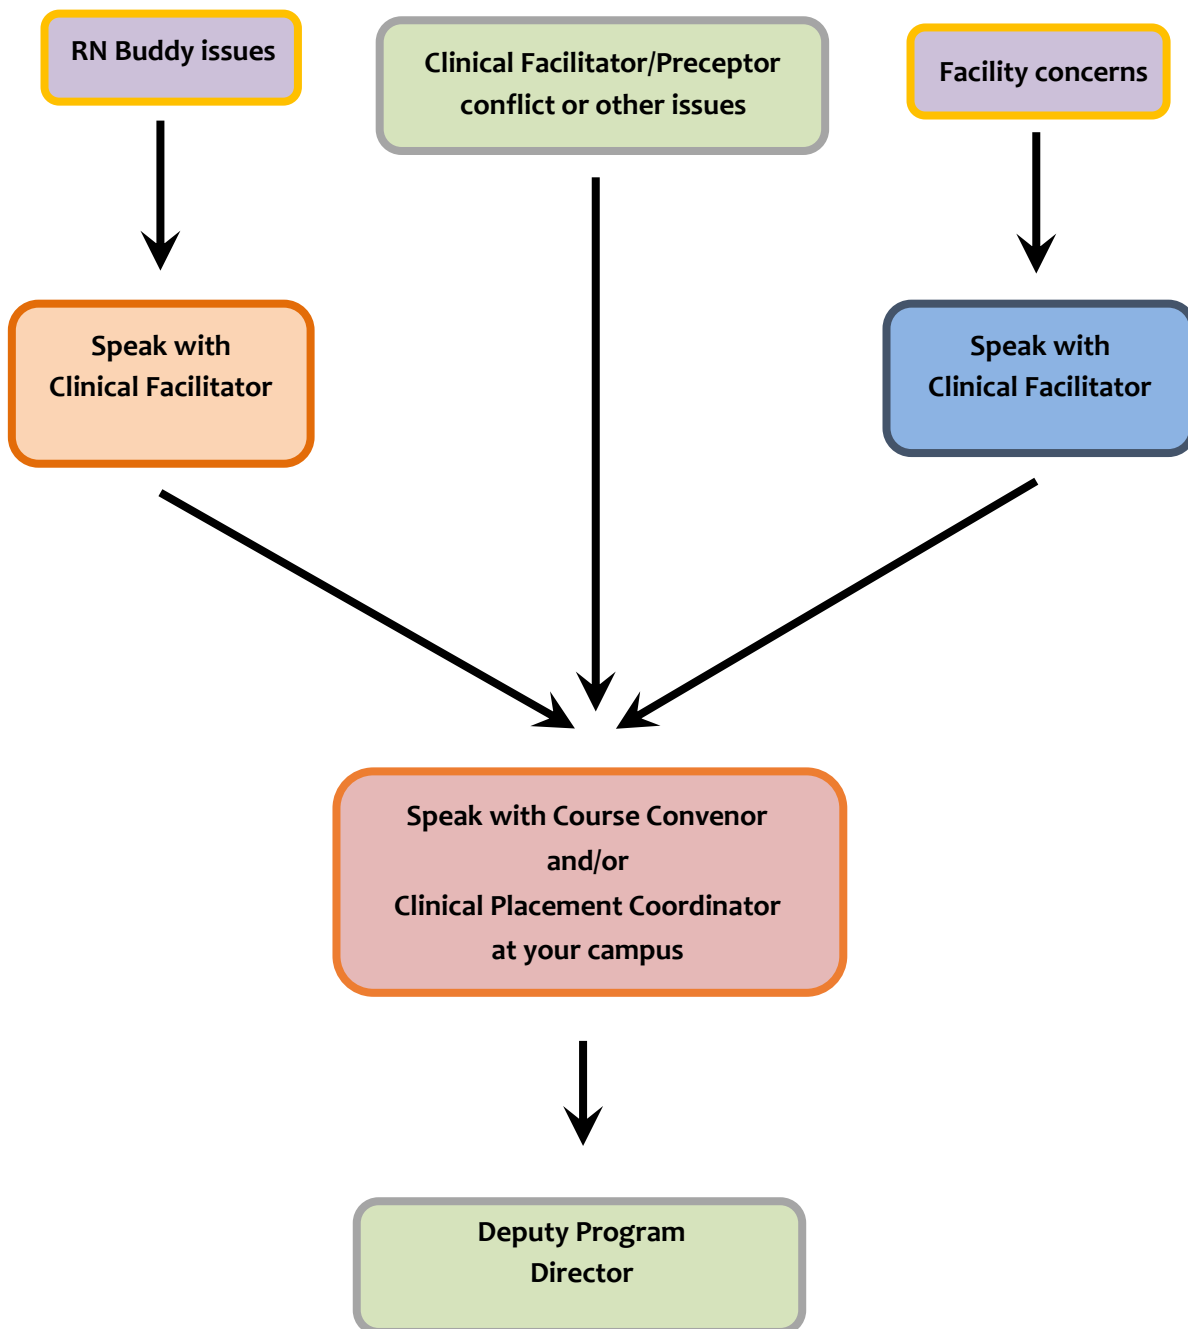 RN Buddy issues
Clinical Facilitator/Preceptor
conflict or other issues
Facility concerns
Speak with
Clinical Facilitator
Speak with
Clinical Facilitator
Speak with Course Convenor
and/or
Clinical Placement Coordinator
at your campus
Deputy Program
Director